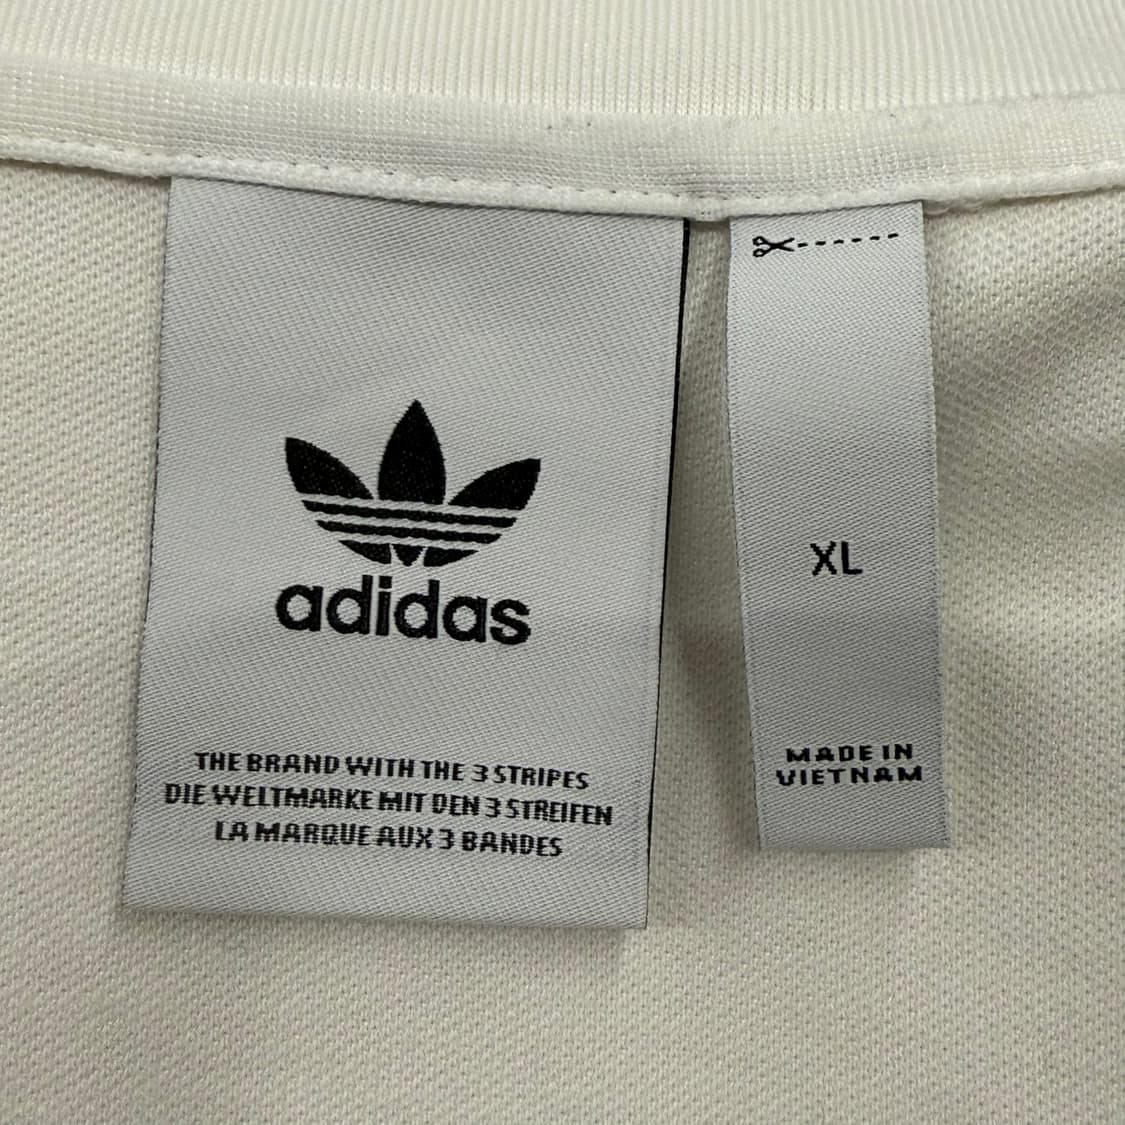 adidas
THE BRAND WITH THE 3 STRIPES
DIE WELTMARKE MIT DEN 3 STREIFEN
LA MARQUE AUX 3 BANDES
XL
MADE IN
VIETNAM